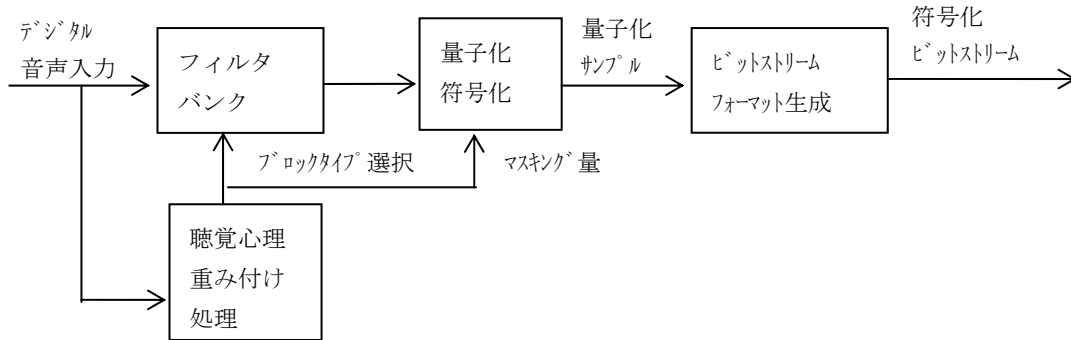 ﾃﾞｼﾞﾀﾙ
音声入力
フィルタ
バンク
量子化
符号化
量子化
ｻﾝﾌﾟﾙ
ﾋﾞｯﾄｽﾄﾘｰﾑ
ﾌｫｰﾏｯﾄ生成
符号化
ﾋﾞｯﾄｽﾄﾘｰﾑ
ﾌﾞﾛｯｸﾀｲﾌﾟ選択
ﾏｽｷﾝｸﾞ量
聴覚心理
重み付け
処理